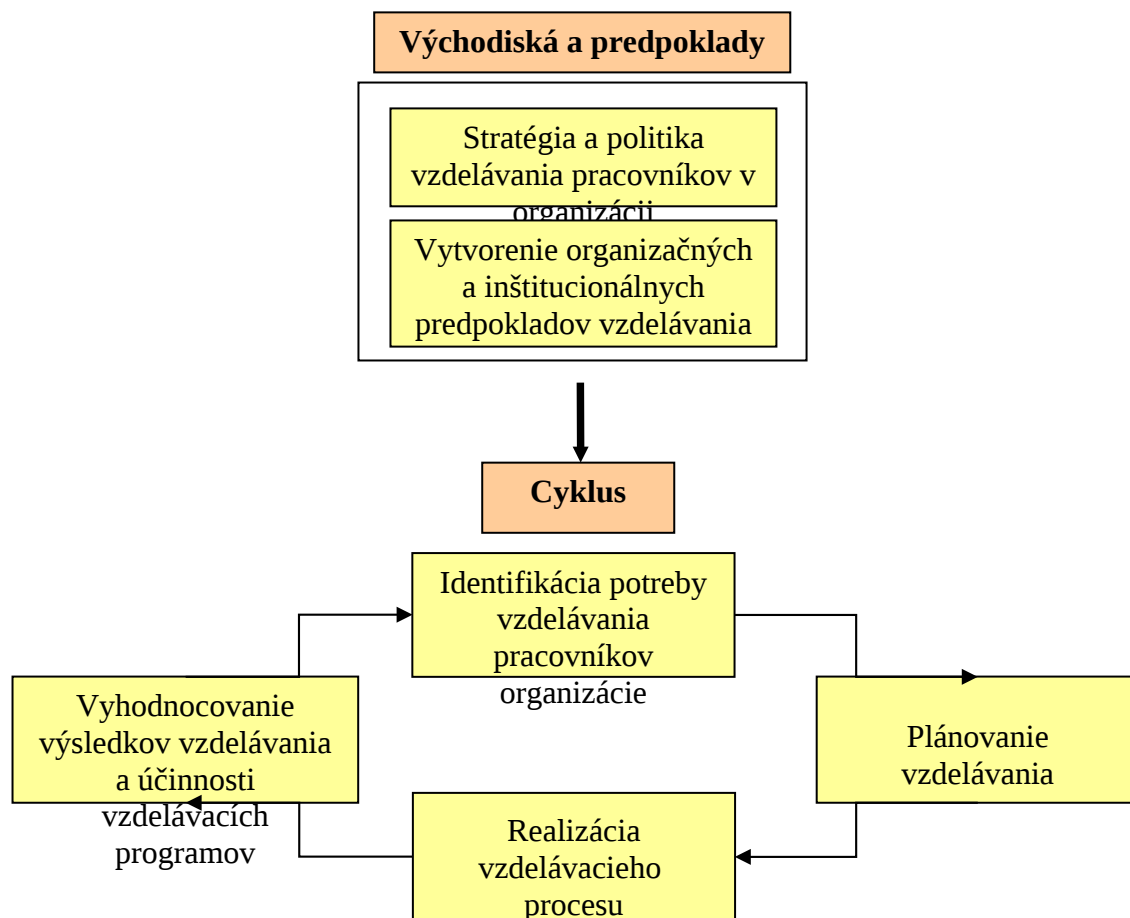 Východiská a predpoklady
Stratégia a politika
vzdelávania pracovníkov v
organizácii
Vytvorenie organizačných
a inštitucionálnych
predpokladov vzdelávania
Cyklus
Identifikácia potreby
vzdelávania
pracovníkov
organizácie
Vyhodnocovanie
výsledkov vzdelávania
a účinnosti
vzdelávacích
programov
Plánovanie
vzdelávania
Realizácia
vzdelávacieho
procesu